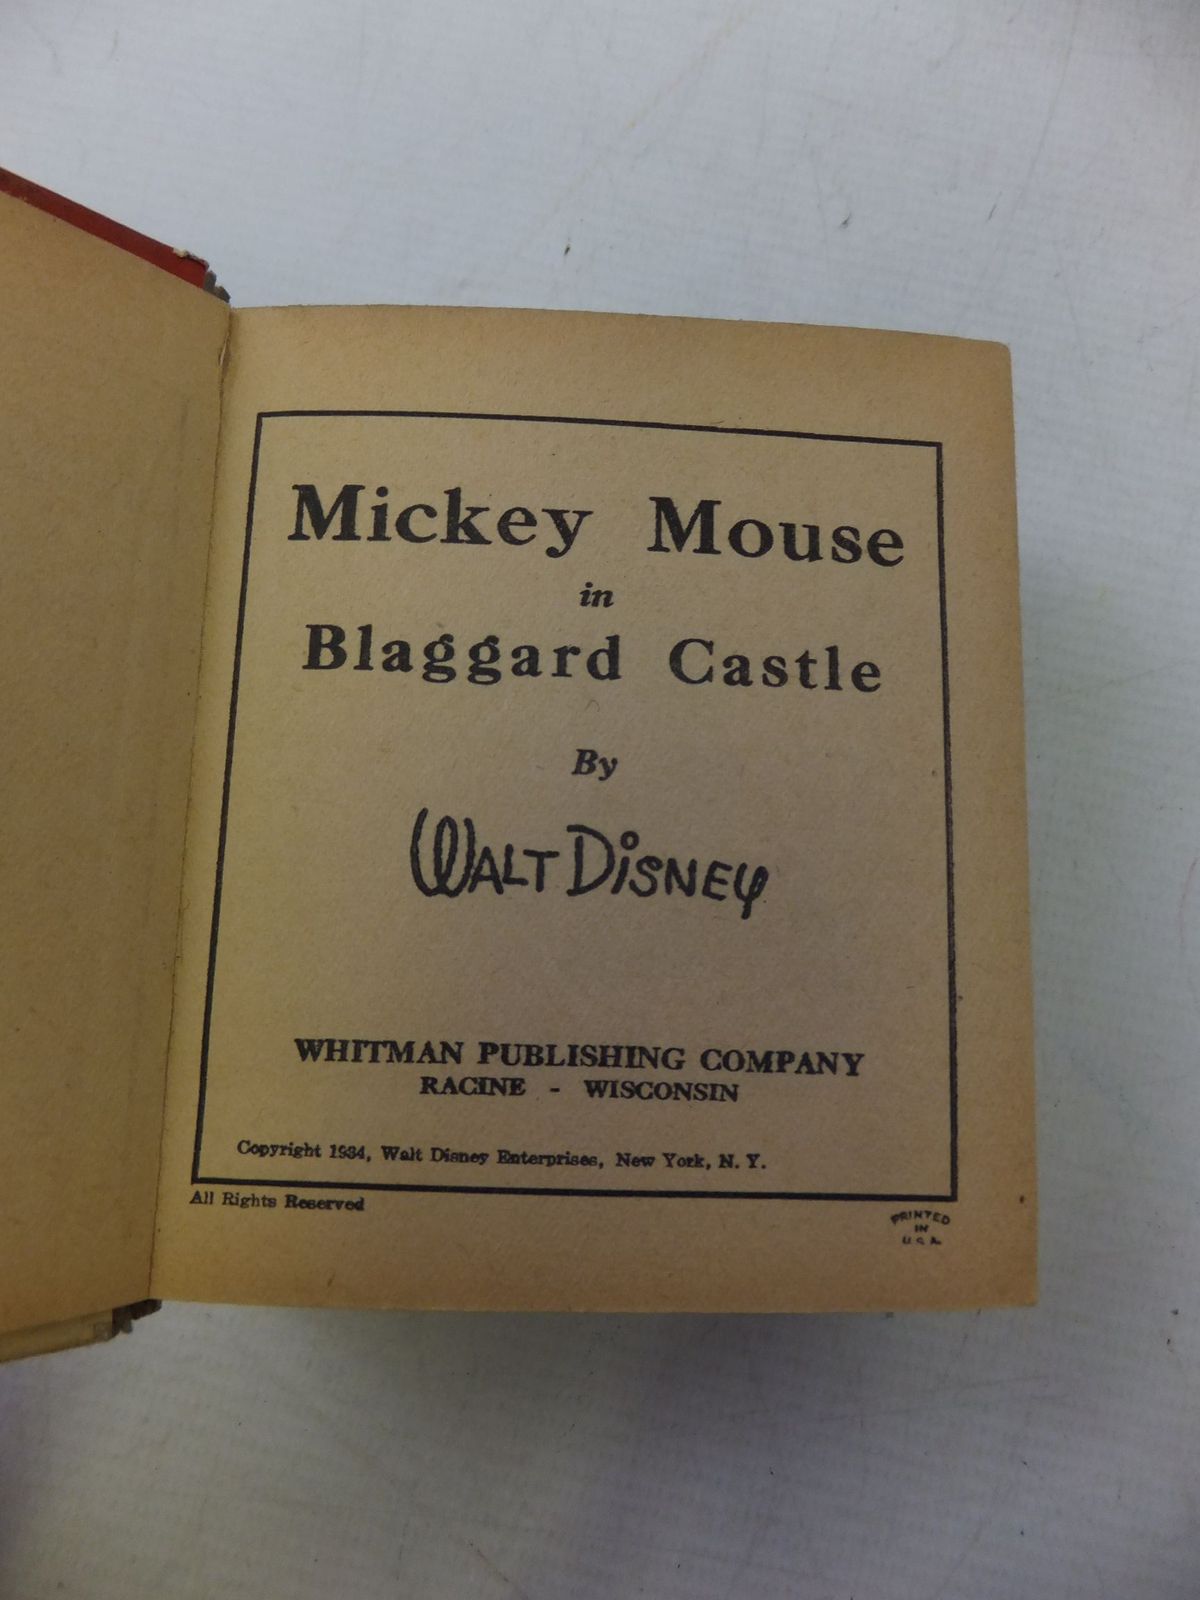 Mickey Mouse
in
Blaggard Castle
By
WALT DISNEY
WHITMAN PUBLISHING COMPANY
RACINE - WISCONSIN
Copyright 1934, Walt Disney Enterprises, New York, N. Y.
All Rights Reserved
PRINTED
IN
U.S.A.